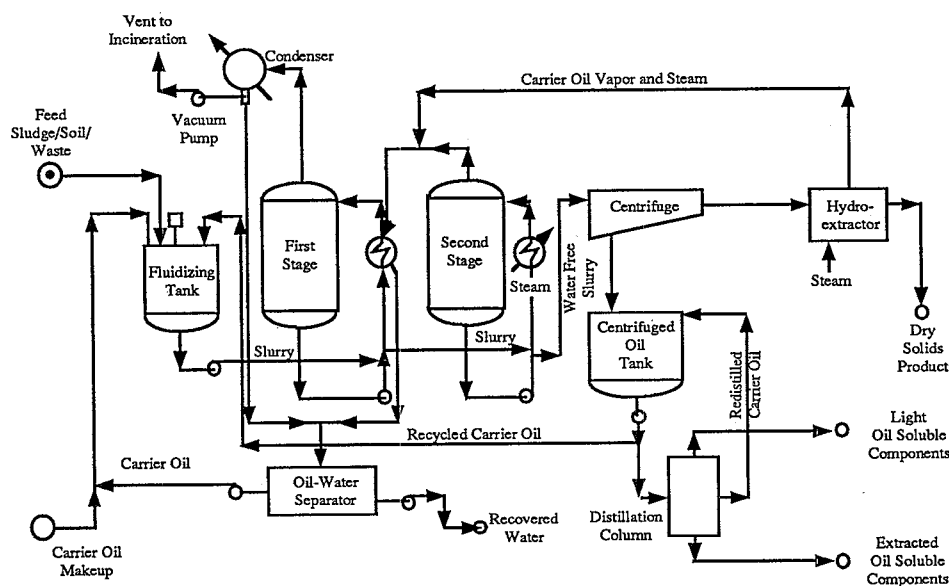 Vent to
Incineration
Condenser
Carrier Oil Vapor and Steam
Vacuum
Pump
Feed
Sludge/Soil/
Waste
Centrifuge
Hydro-
extractor
First
Stage
Second
Stage
Fluidizing
Tank
Steam
Water Free
Slurry
Steam
Centrifuged
Oil
Tank
Dry
Solids
Product
Slurry
Slurry
Redistilled
Carrier Oil
Light
Oil Soluble
Components
Recycled Carrier Oil
Carrier Oil
Oil-Water
Separator
Distillation
Column
Recovered
Water
Carrier Oil
Makeup
Extracted
Oil Soluble
Components